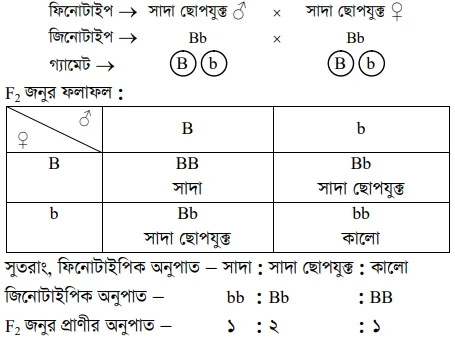 ফিনোটাইপ → সাদা ছোপযুক্ত ♂ × সাদা ছোপযুক্ত ♀
জিনোটাইপ → Bb × Bb
গ্যামেট → B b B b
F₂ জনুর ফলাফল :
♂
♀ B b
B BB Bb
সাদা সাদা ছোপযুক্ত
b Bb bb
সাদা ছোপযুক্ত কালো
সুতরাং, ফিনোটাইপিক অনুপাত – সাদা : সাদা ছোপযুক্ত : কালো
জিনোটাইপিক অনুপাত – bb : Bb : BB
F₂ জনুর প্রাণীর অনুপাত – ১ : ২ : ১